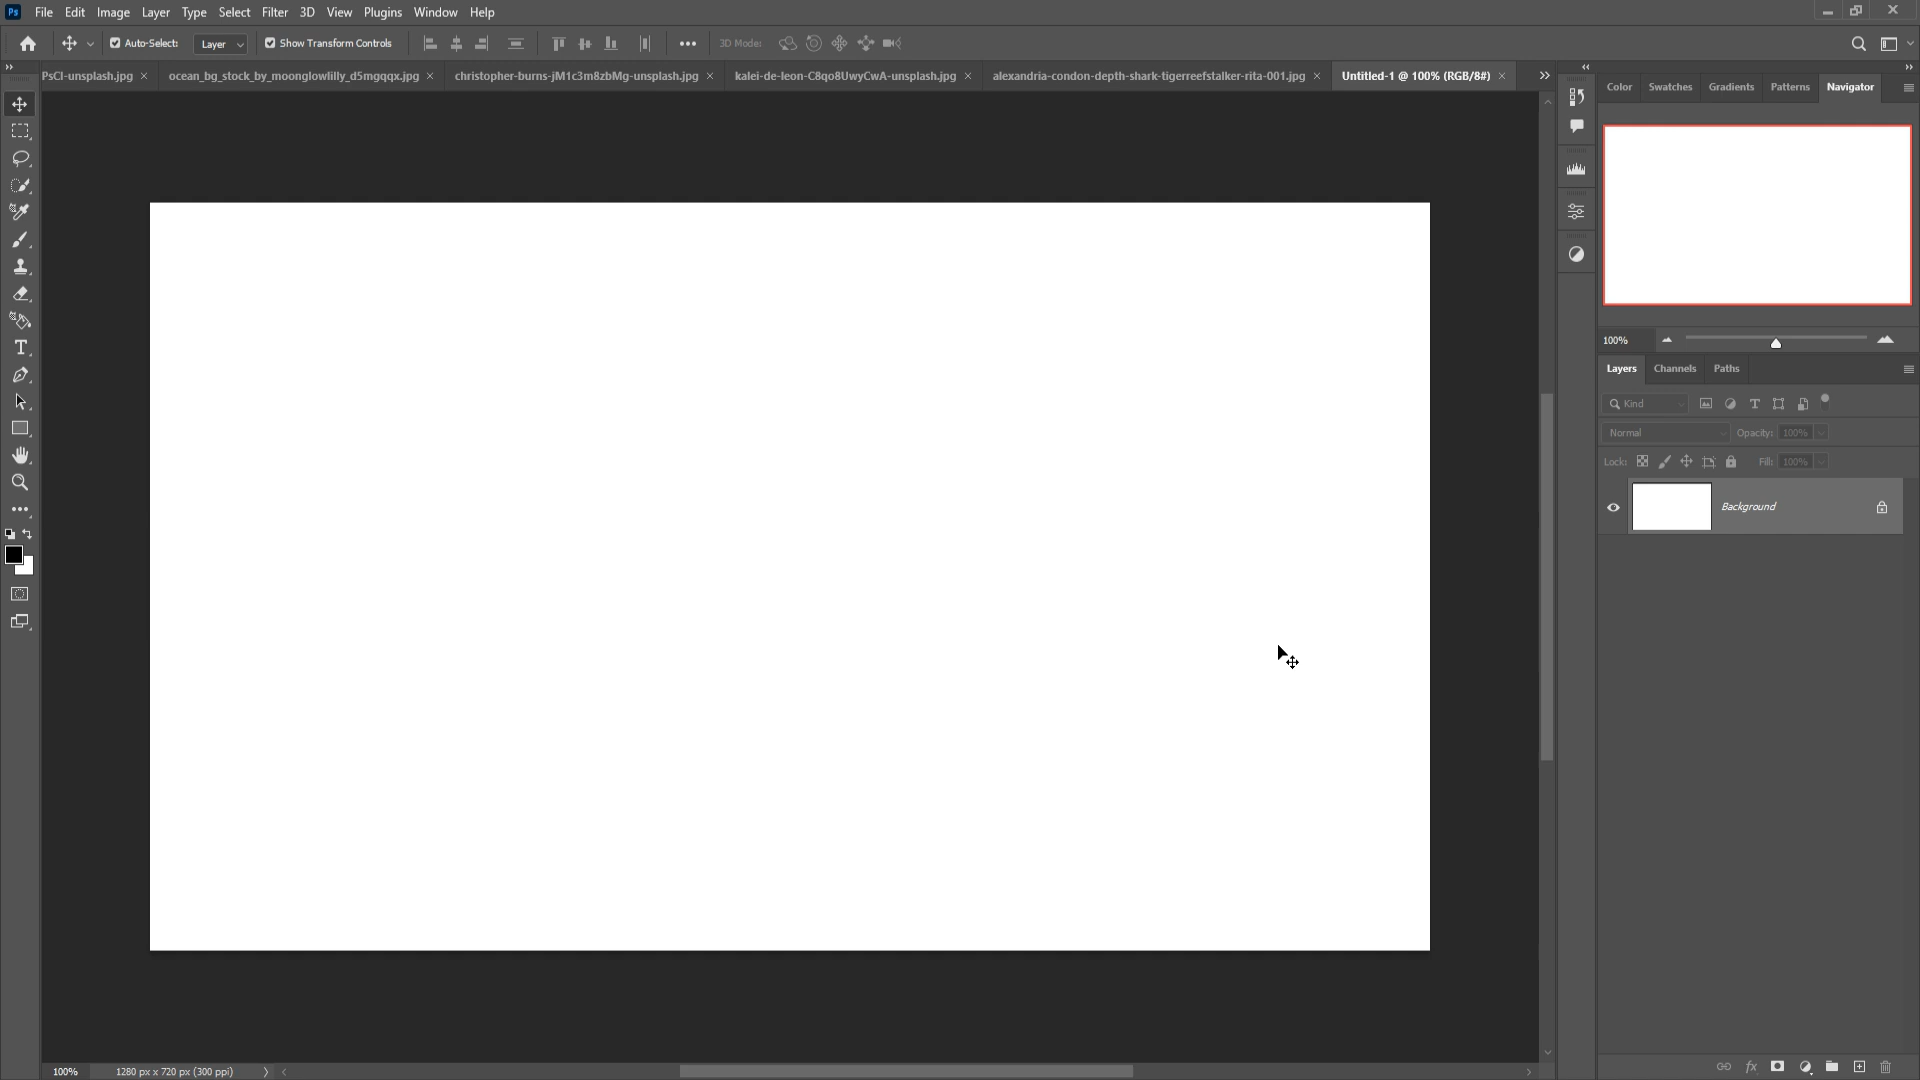 Ps File Edit Image Layer Type Select Filter 3D View Plugins Window Help
Auto-Select: Layer Show Transform Controls 3D Mode:
PsCI-unsplash.jpg ocean_bg_stock_by_moonglowlilly_d5mgqqx.jpg christopher-burns-jM1c3m8zbMg-unsplash.jpg kalei-de-leon-C8qo8UwyCwA-unsplash.jpg alexandria-condon-depth-shark-tigerreefstalker-rita-001.jpg Untitled-1 @ 100% (RGB/8#)
Color Swatches Gradients Patterns Navigator
100%
Layers Channels Paths
Kind
Normal Opacity: 100%
Lock: Fill: 100%
Background
100% 1280 px x 720 px (300 ppi)